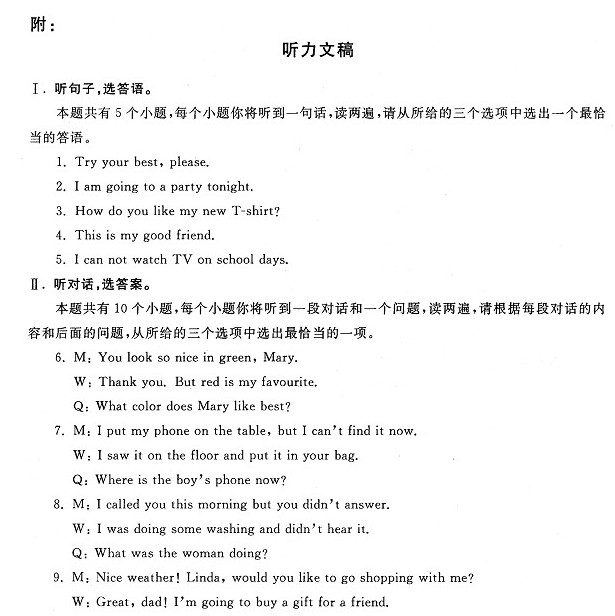 附：
听力文稿
Ⅰ．听句子，选答语。
本题共有 5 个小题，每个小题你将听到一句话，读两遍，请从所给的三个选项中选出一个最恰
当的答语。
1. Try your best, please.
2. I am going to a party tonight.
3. How do you like my new T-shirt?
4. This is my good friend.
5. I can not watch TV on school days.
Ⅱ．听对话，选答案。
本题共有 10 个小题，每个小题你将听到一段对话和一个问题，读两遍，请根据每段对话的内
容和后面的问题，从所给的三个选项中选出最恰当的一项。
6. M: You look so nice in green, Mary.
W: Thank you. But red is my favourite.
Q: What color does Mary like best?
7. M: I put my phone on the table, but I can't find it now.
W: I saw it on the floor and put it in your bag.
Q: Where is the boy's phone now?
8. M: I called you this morning but you didn't answer.
W: I was doing some washing and didn't hear it.
Q: What was the woman doing?
9. M: Nice weather! Linda, would you like to go shopping with me?
W: Great, dad! I'm going to buy a gift for a friend.